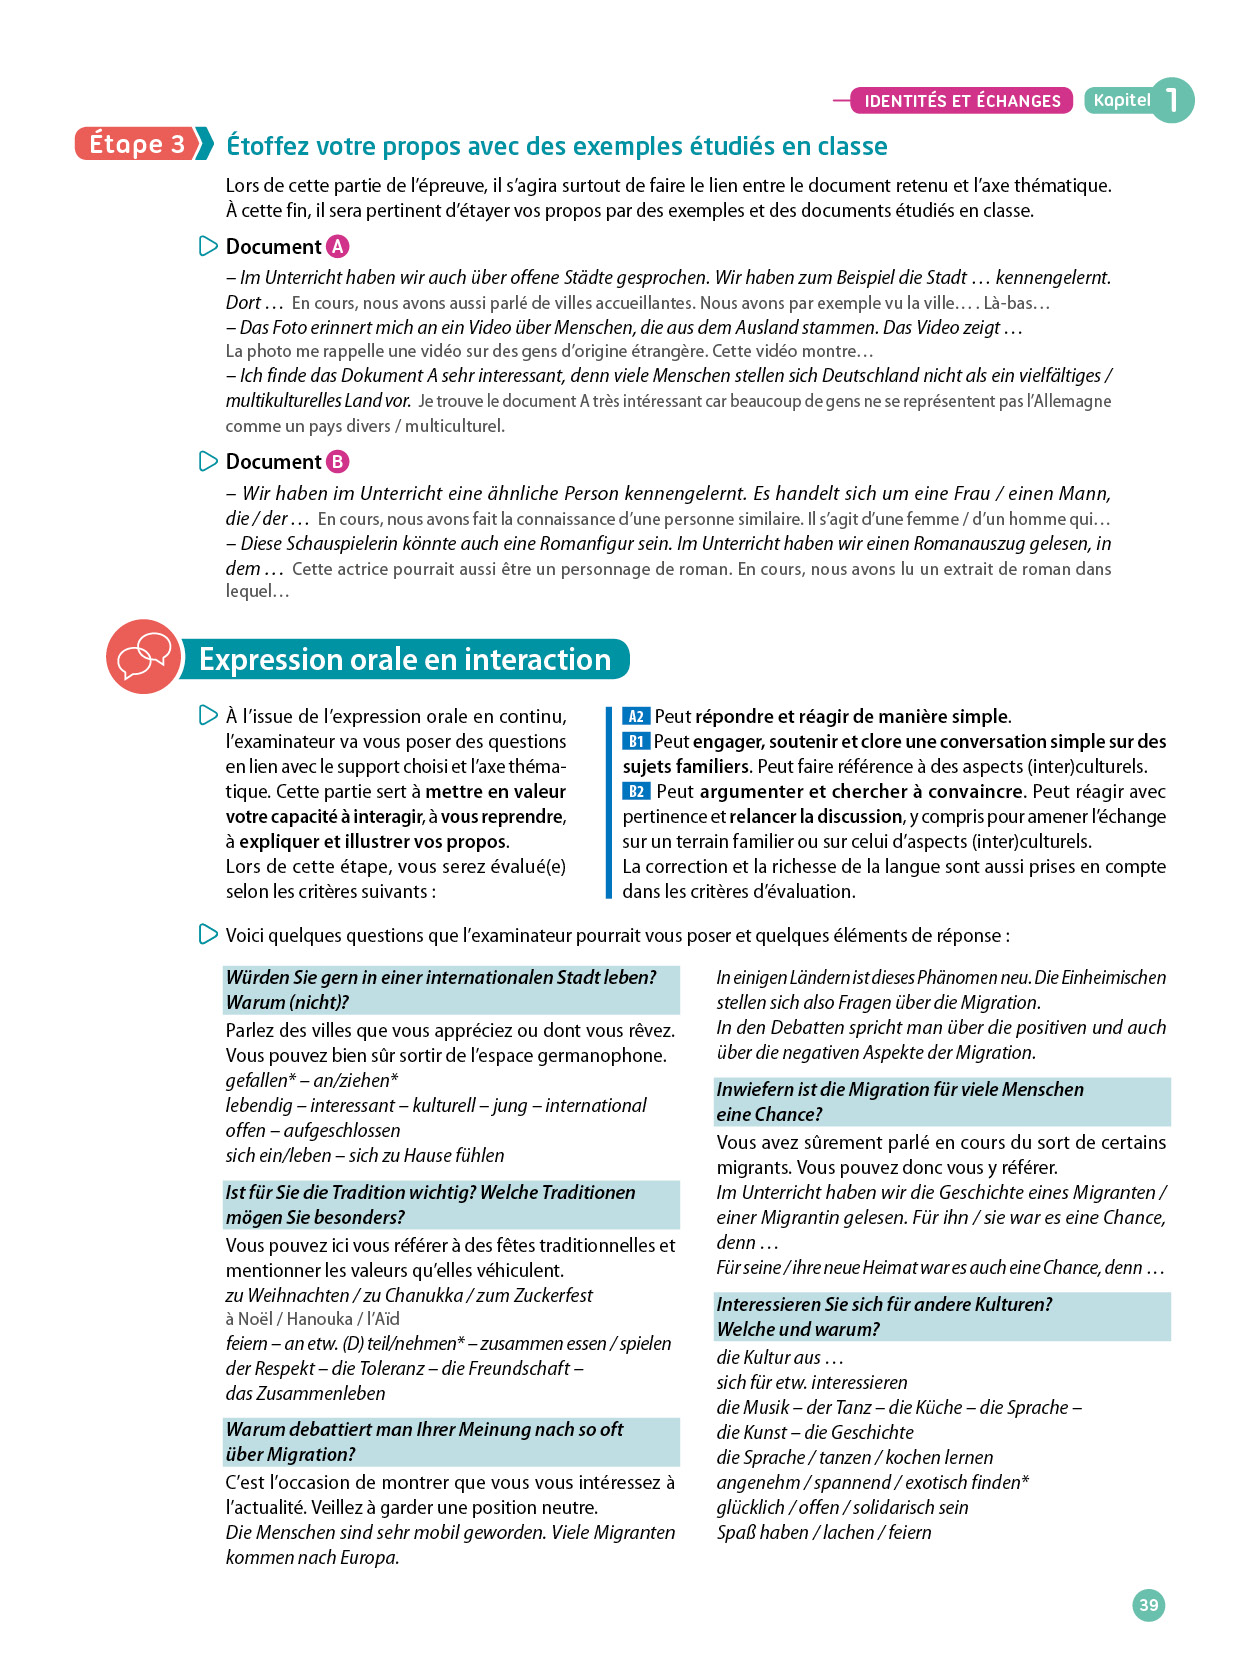 IDENTITÉS ET ÉCHANGES Kapitel 1
Étape 3 Étoffez votre propos avec des exemples étudiés en classe
Lors de cette partie de l’épreuve, il s’agira surtout de faire le lien entre le document retenu et l’axe thématique.
À cette fin, il sera pertinent d’étayer vos propos par des exemples et des documents étudiés en classe.
Document A
– Im Unterricht haben wir auch über offene Städte gesprochen. Wir haben zum Beispiel die Stadt … kennengelernt.
Dort … En cours, nous avons aussi parlé de villes accueillantes. Nous avons par exemple vu la ville… . Là-bas…
– Das Foto erinnert mich an ein Video über Menschen, die aus dem Ausland stammen. Das Video zeigt …
La photo me rappelle une vidéo sur des gens d’origine étrangère. Cette vidéo montre…
– Ich finde das Dokument A sehr interessant, denn viele Menschen stellen sich Deutschland nicht als ein vielfältiges /
multikulturelles Land vor. Je trouve le document A très intéressant car beaucoup de gens ne se représentent pas l’Allemagne
comme un pays divers / multiculturel.
Document B
– Wir haben im Unterricht eine ähnliche Person kennengelernt. Es handelt sich um eine Frau / einen Mann,
die / der … En cours, nous avons fait la connaissance d’une personne similaire. Il s’agit d’une femme / d’un homme qui…
– Diese Schauspielerin könnte auch eine Romanfigur sein. Im Unterricht haben wir einen Romanauszug gelesen, in
dem … Cette actrice pourrait aussi être un personnage de roman. En cours, nous avons lu un extrait de roman dans
lequel…
Expression orale en interaction
À l’issue de l’expression orale en continu,
l’examinateur va vous poser des questions
en lien avec le support choisi et l’axe théma-
tique. Cette partie sert à mettre en valeur
votre capacité à interagir, à vous reprendre,
à expliquer et illustrer vos propos.
Lors de cette étape, vous serez évalué(e)
selon les critères suivants :
A2 Peut répondre et réagir de manière simple.
B1 Peut engager, soutenir et clore une conversation simple sur des
sujets familiers. Peut faire référence à des aspects (inter)culturels.
B2 Peut argumenter et chercher à convaincre. Peut réagir avec
pertinence et relancer la discussion, y compris pour amener l’échange
sur un terrain familier ou sur celui d’aspects (inter)culturels.
La correction et la richesse de la langue sont aussi prises en compte
dans les critères d’évaluation.
Voici quelques questions que l’examinateur pourrait vous poser et quelques éléments de réponse :
Würden Sie gern in einer internationalen Stadt leben?
Warum (nicht)?
Parlez des villes que vous appréciez ou dont vous rêvez.
Vous pouvez bien sûr sortir de l’espace germanophone.
gefallen* – an/ziehen*
lebendig – interessant – kulturell – jung – international
offen – aufgeschlossen
sich ein/leben – sich zu Hause fühlen
Ist für Sie die Tradition wichtig? Welche Traditionen
mögen Sie besonders?
Vous pouvez ici vous référer à des fêtes traditionnelles et
mentionner les valeurs qu’elles véhiculent.
zu Weihnachten / zu Chanukka / zum Zuckerfest
à Noël / Hanouka / l’Aïd
feiern – an etw. (D) teil/nehmen* – zusammen essen / spielen
der Respekt – die Toleranz – die Freundschaft –
das Zusammenleben
Warum debattiert man Ihrer Meinung nach so oft
über Migration?
C’est l’occasion de montrer que vous vous intéressez à
l’actualité. Veillez à garder une position neutre.
Die Menschen sind sehr mobil geworden. Viele Migranten
kommen nach Europa.
In einigen Ländern ist dieses Phänomen neu. Die Einheimischen
stellen sich also Fragen über die Migration.
In den Debatten spricht man über die positiven und auch
über die negativen Aspekte der Migration.
Inwiefern ist die Migration für viele Menschen
eine Chance?
Vous avez sûrement parlé en cours du sort de certains
migrants. Vous pouvez donc vous y référer.
Im Unterricht haben wir die Geschichte eines Migranten /
einer Migrantin gelesen. Für ihn / sie war es eine Chance,
denn …
Für seine / ihre neue Heimat war es auch eine Chance, denn …
Interessieren Sie sich für andere Kulturen?
Welche und warum?
die Kultur aus …
sich für etw. interessieren
die Musik – der Tanz – die Küche – die Sprache –
die Kunst – die Geschichte
die Sprache / tanzen / kochen lernen
angenehm / spannend / exotisch finden*
glücklich / offen / solidarisch sein
Spaß haben / lachen / feiern
39